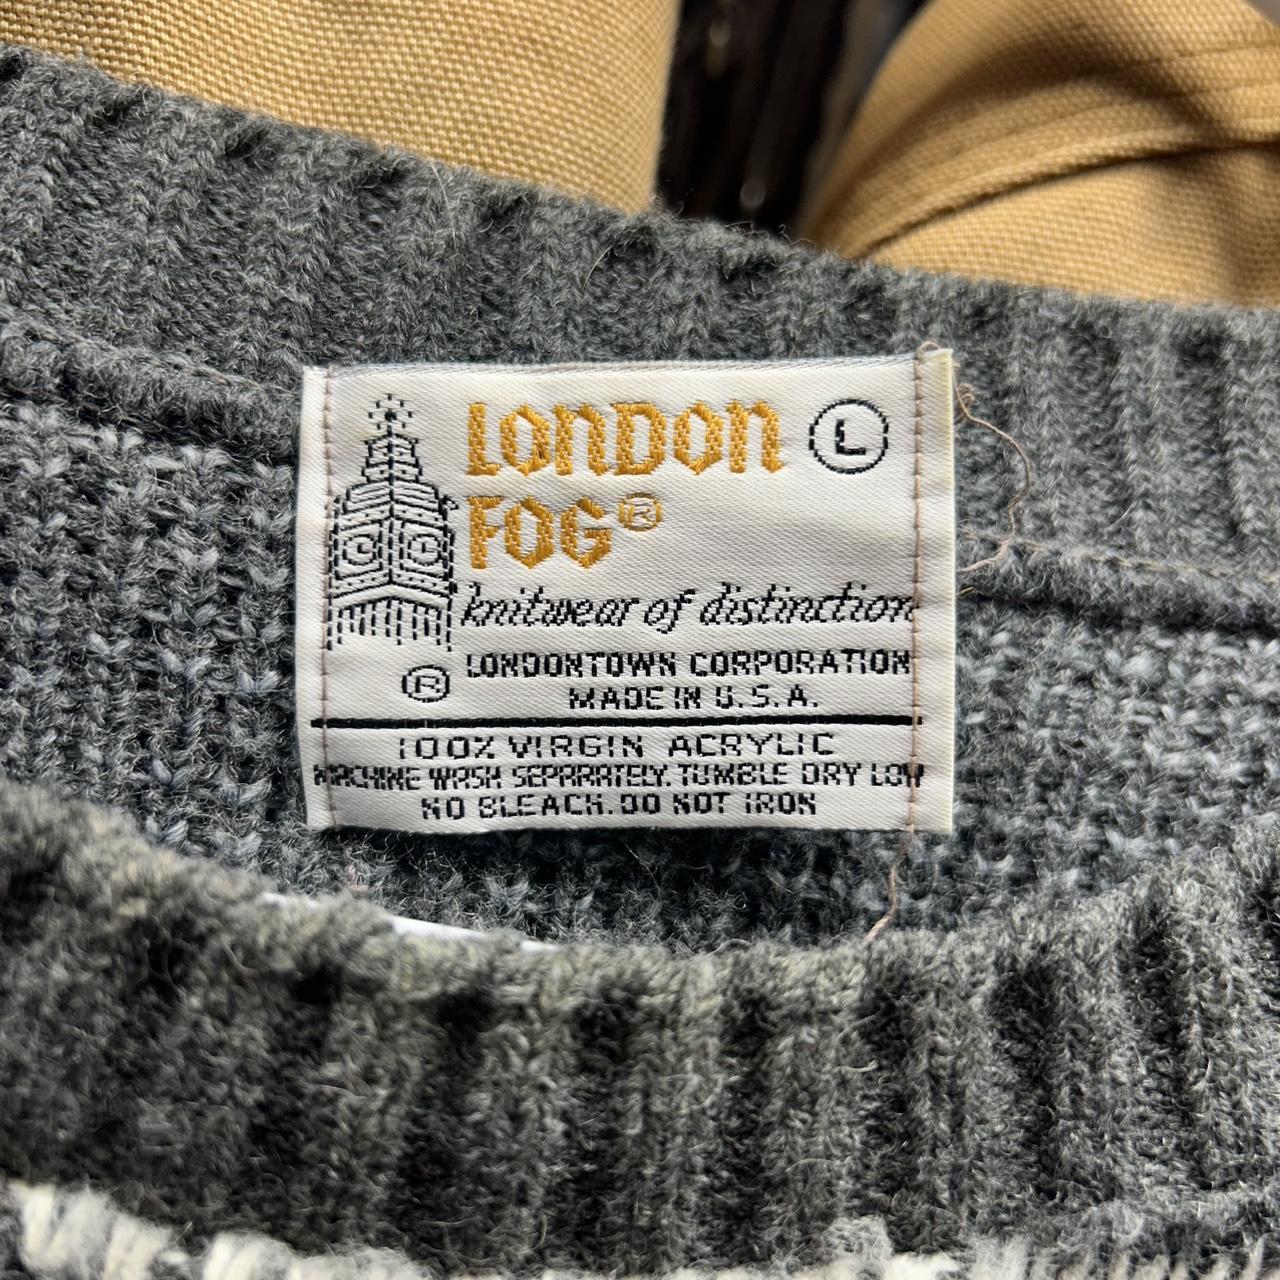 LONDON L
FOG®
knitwear of distinction
LONDONTOWN CORPORATION
® MADE IN U.S.A.
100% VIRGIN ACRYLIC
MACHINE WASH SEPARATELY. TUMBLE DRY LOW
NO BLEACH. DO NOT IRON